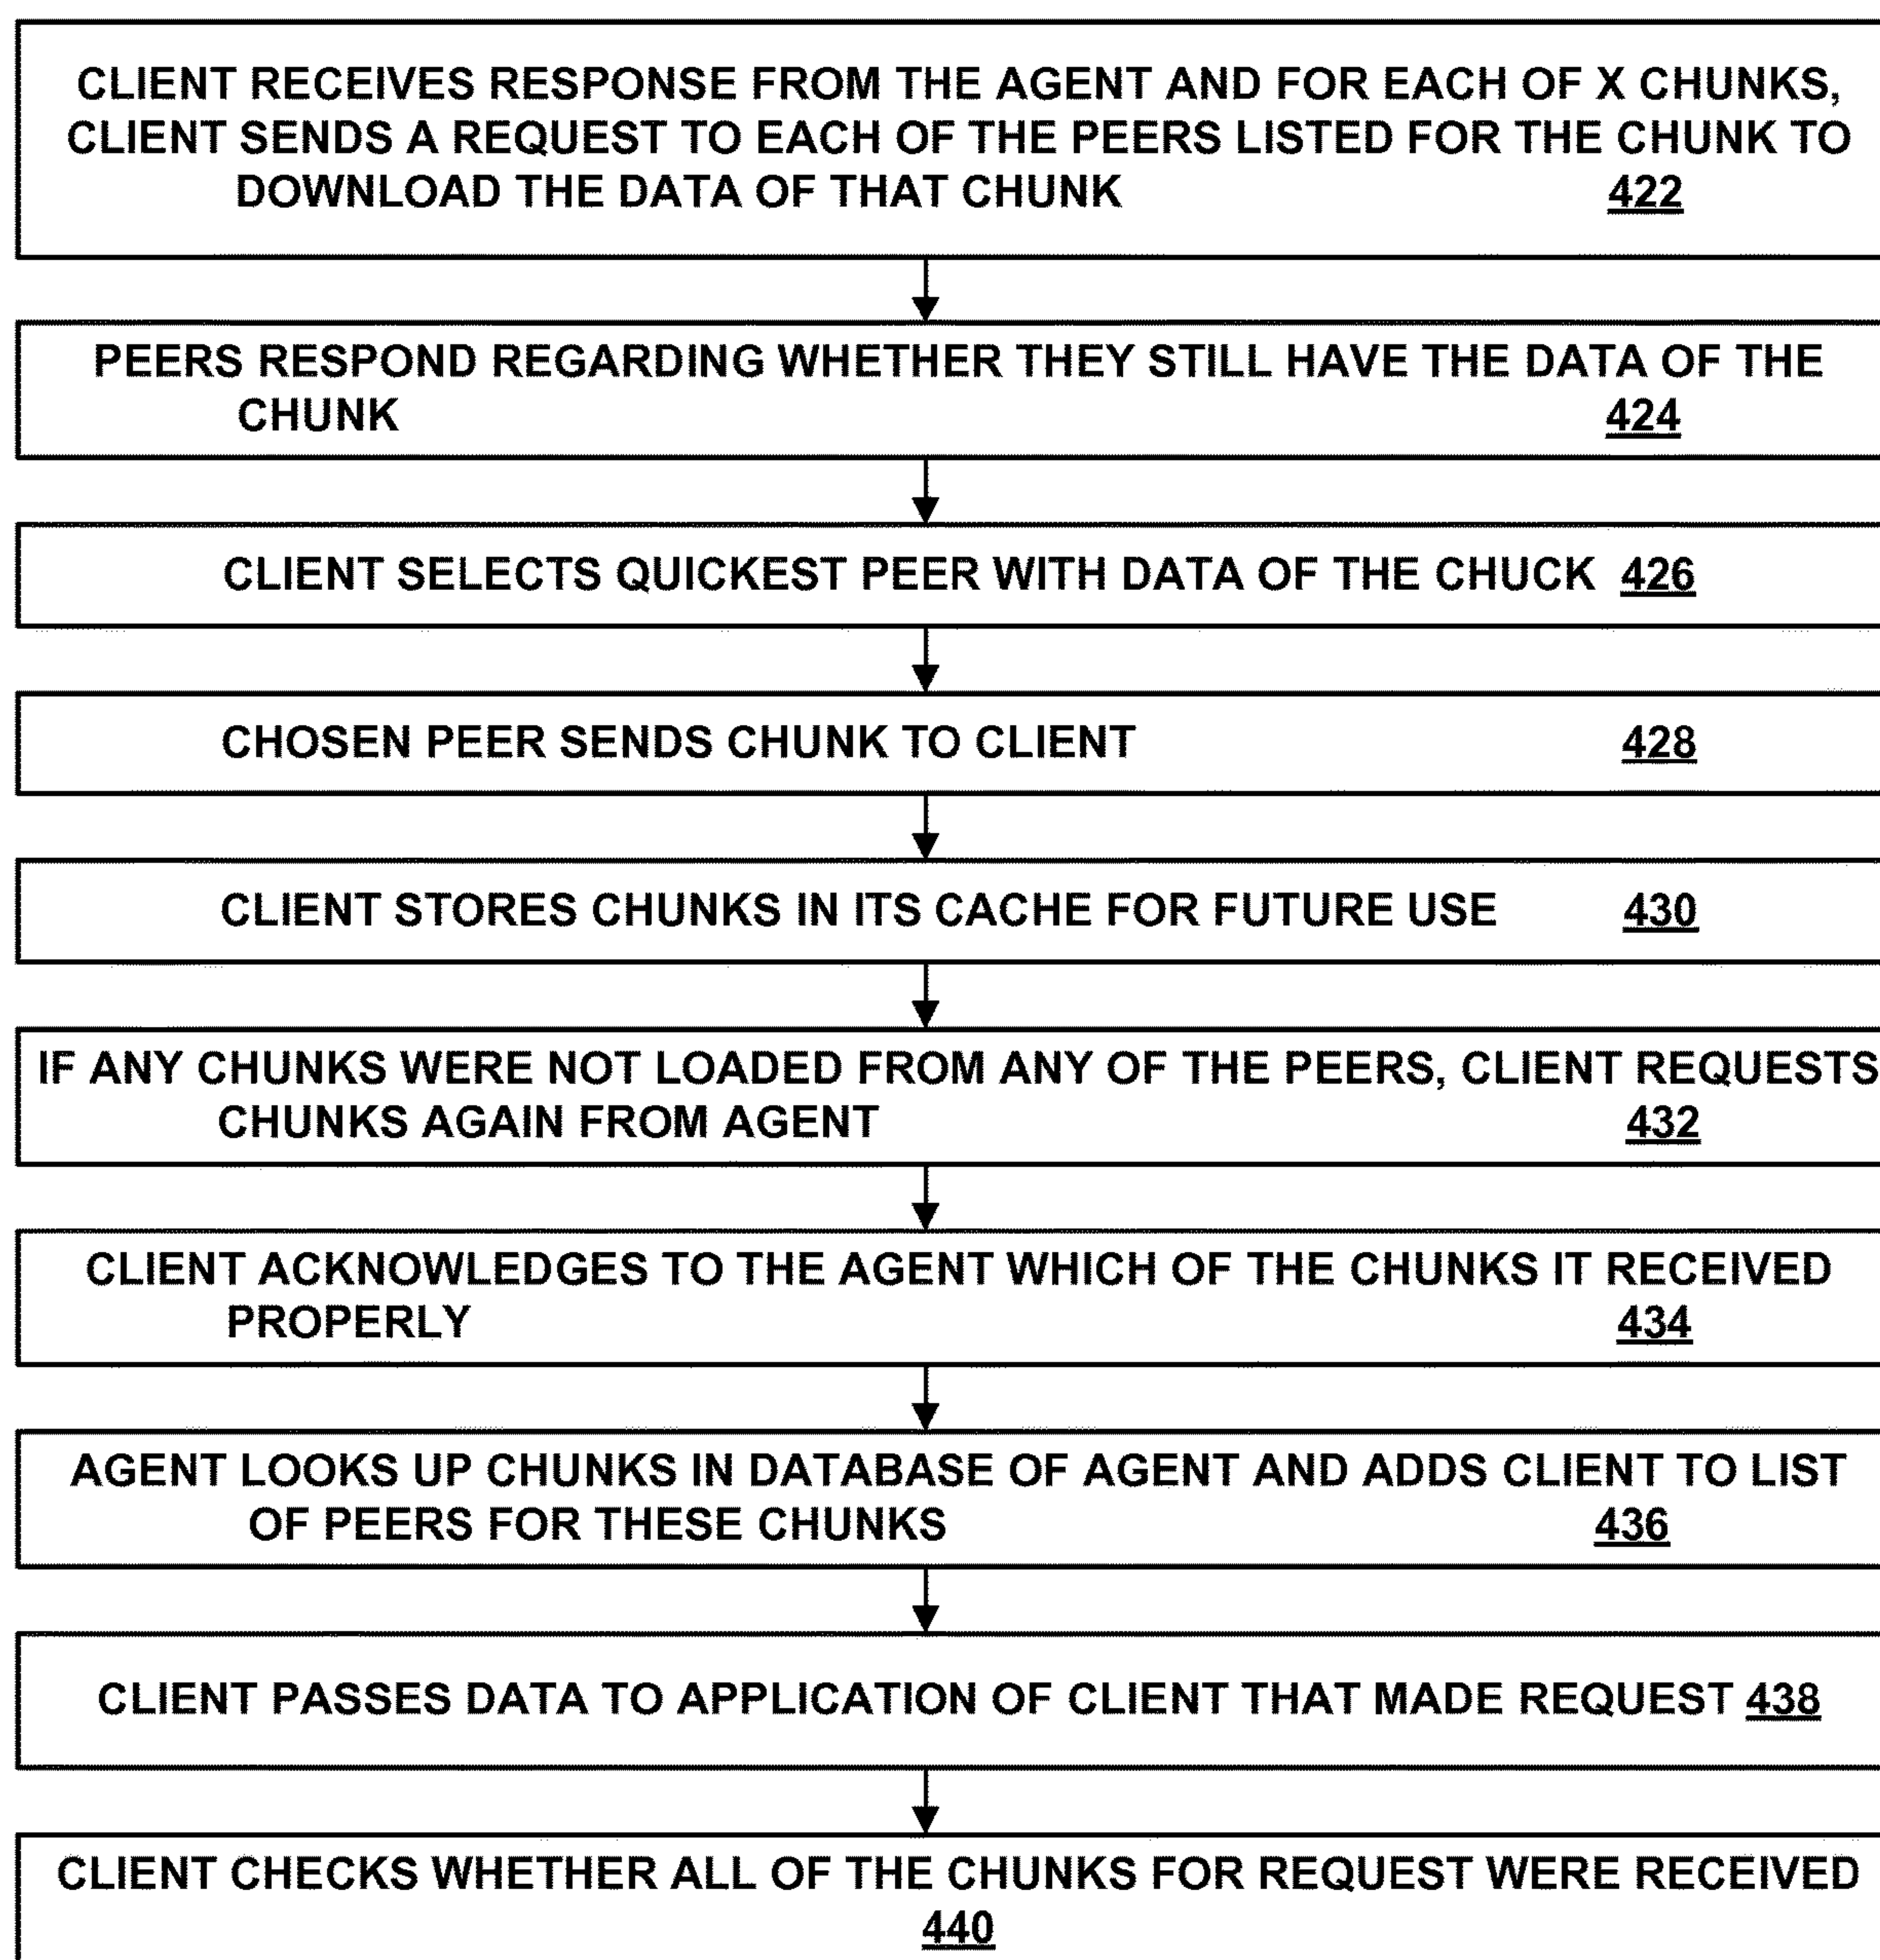 CLIENT RECEIVES RESPONSE FROM THE AGENT AND FOR EACH OF X CHUNKS,
CLIENT SENDS A REQUEST TO EACH OF THE PEERS LISTED FOR THE CHUNK TO
DOWNLOAD THE DATA OF THAT CHUNK 422
PEERS RESPOND REGARDING WHETHER THEY STILL HAVE THE DATA OF THE
CHUNK 424
CLIENT SELECTS QUICKEST PEER WITH DATA OF THE CHUCK 426
CHOSEN PEER SENDS CHUNK TO CLIENT 428
CLIENT STORES CHUNKS IN ITS CACHE FOR FUTURE USE 430
IF ANY CHUNKS WERE NOT LOADED FROM ANY OF THE PEERS, CLIENT REQUESTS
CHUNKS AGAIN FROM AGENT 432
CLIENT ACKNOWLEDGES TO THE AGENT WHICH OF THE CHUNKS IT RECEIVED
PROPERLY 434
AGENT LOOKS UP CHUNKS IN DATABASE OF AGENT AND ADDS CLIENT TO LIST
OF PEERS FOR THESE CHUNKS 436
CLIENT PASSES DATA TO APPLICATION OF CLIENT THAT MADE REQUEST 438
CLIENT CHECKS WHETHER ALL OF THE CHUNKS FOR REQUEST WERE RECEIVED
440